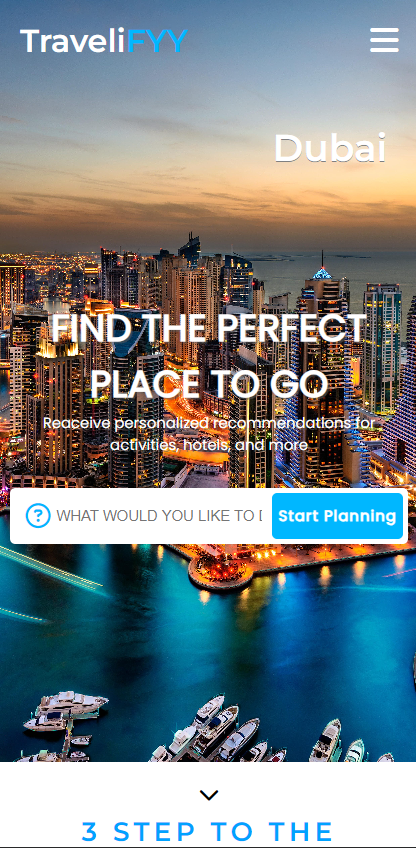 TraveliFYY
Dubai
FIND THE PERFECT
PLACE TO GO
Reaceive personalized recommendations for
activities, hotels, and more
? WHAT WOULD YOU LIKE TO D Start Planning
3 STEP TO THE